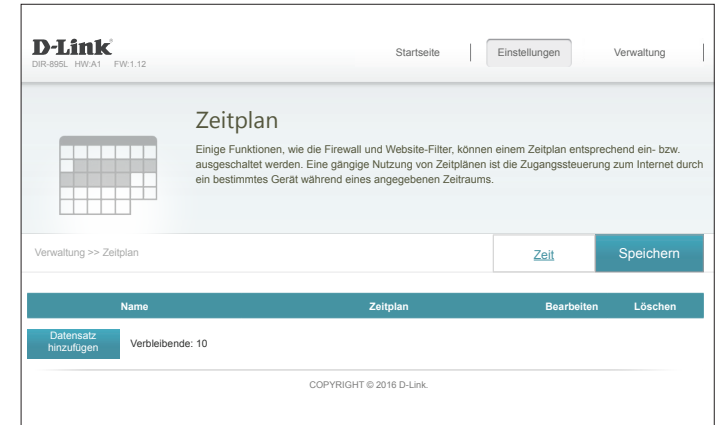 D-Link
DIR-895L HW:A1 FW:1.12
Startseite
Einstellungen
Verwaltung
Zeitplan
Einige Funktionen, wie die Firewall und Website-Filter, können einem Zeitplan entsprechend ein- bzw.
ausgeschaltet werden. Eine gängige Nutzung von Zeitplänen ist die Zugangssteuerung zum Internet durch
ein bestimmtes Gerät während eines angegebenen Zeitraums.
Verwaltung >> Zeitplan
Zeit
Speichern
Name Zeitplan Bearbeiten Löschen
Datensatz
hinzufügen
Verbleibende: 10
COPYRIGHT © 2016 D-Link.